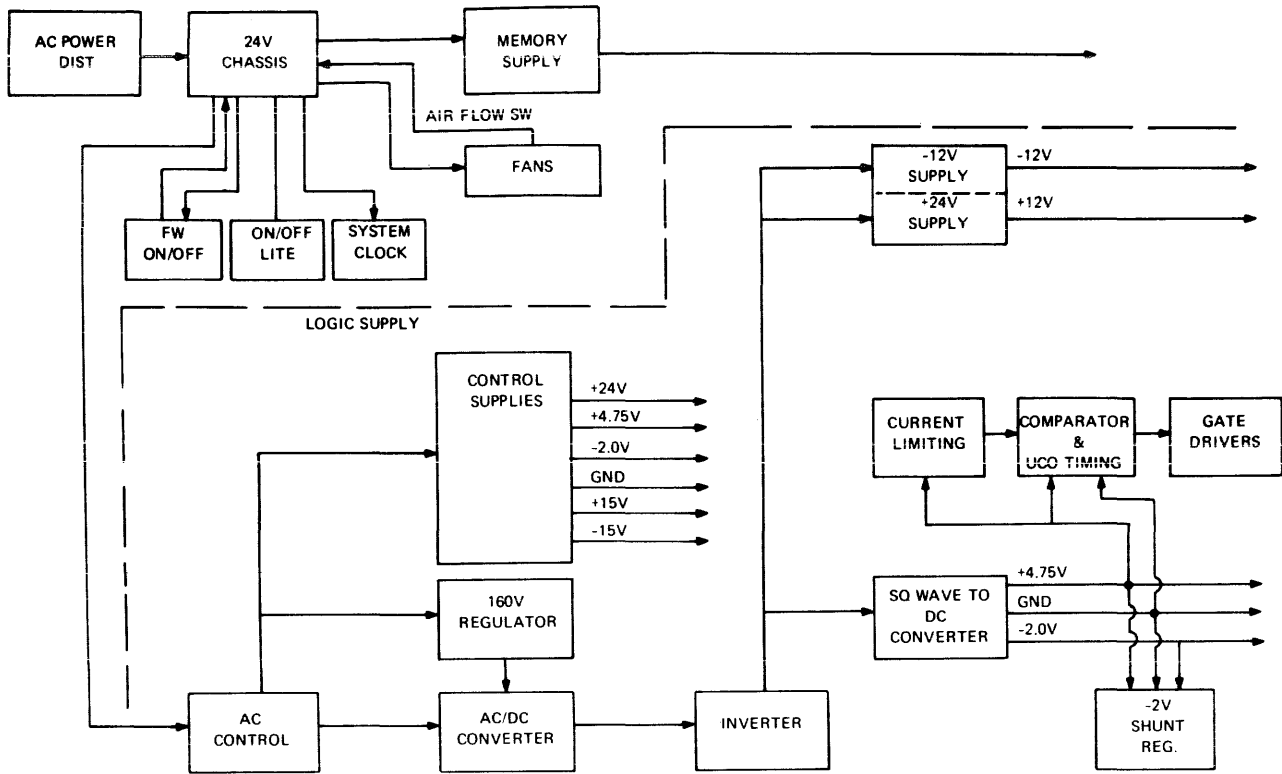 AC POWER
DIST
24V
CHASSIS
MEMORY
SUPPLY
AIR FLOW SW
FANS
FW
ON/OFF
ON/OFF
LITE
SYSTEM
CLOCK
-12V
SUPPLY
+24V
SUPPLY
-12V
+12V
LOGIC SUPPLY
CONTROL
SUPPLIES
+24V
+4.75V
-2.0V
GND
+15V
-15V
CURRENT
LIMITING
COMPARATOR
&
UCO TIMING
GATE
DRIVERS
160V
REGULATOR
SQ WAVE TO
DC
CONVERTER
+4.75V
GND
-2.0V
AC
CONTROL
AC/DC
CONVERTER
INVERTER
-2V
SHUNT
REG.